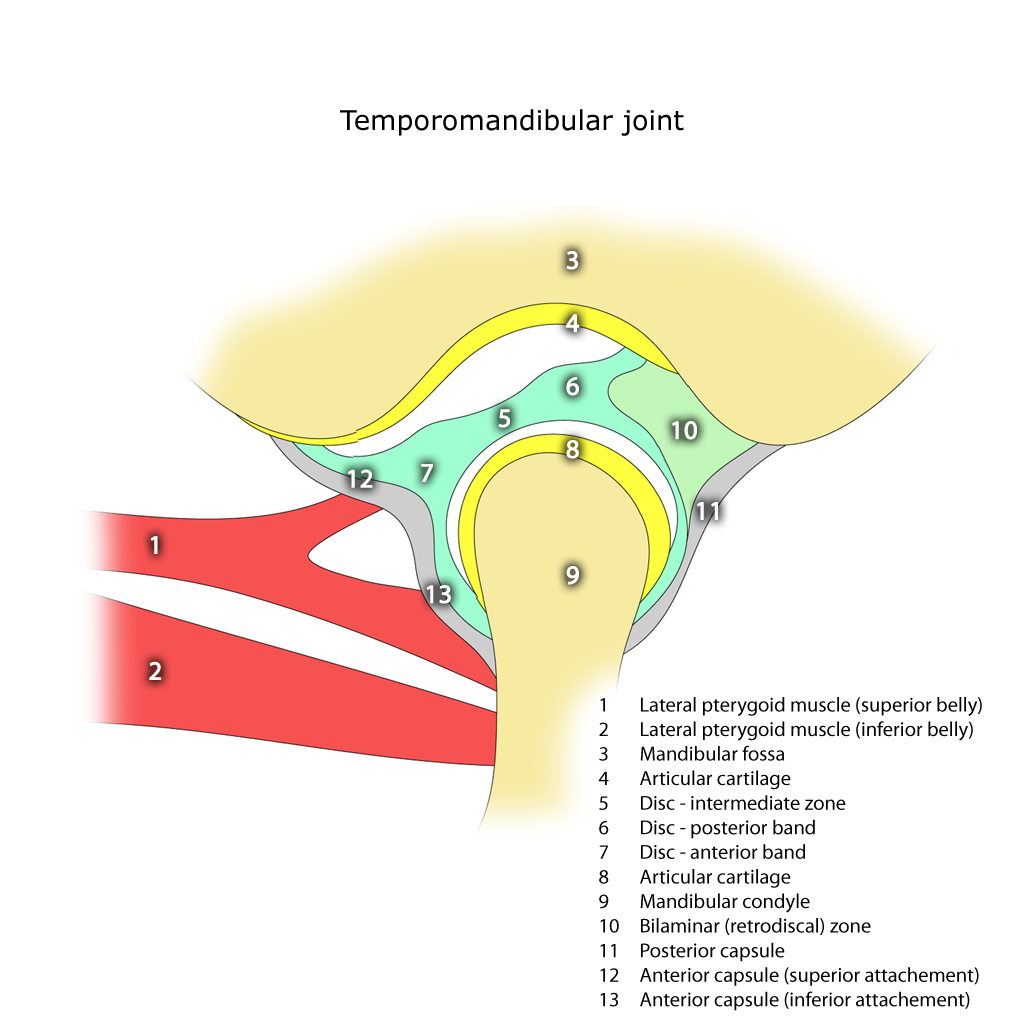 Temporomandibular joint
3
4
6
5
10
8
7
12
11
1
9
13
2
1 Lateral pterygoid muscle (superior belly)
2 Lateral pterygoid muscle (inferior belly)
3 Mandibular fossa
4 Articular cartilage
5 Disc - intermediate zone
6 Disc - posterior band
7 Disc - anterior band
8 Articular cartilage
9 Mandibular condyle
10 Bilaminar (retrodiscal) zone
11 Posterior capsule
12 Anterior capsule (superior attachement)
13 Anterior capsule (inferior attachement)